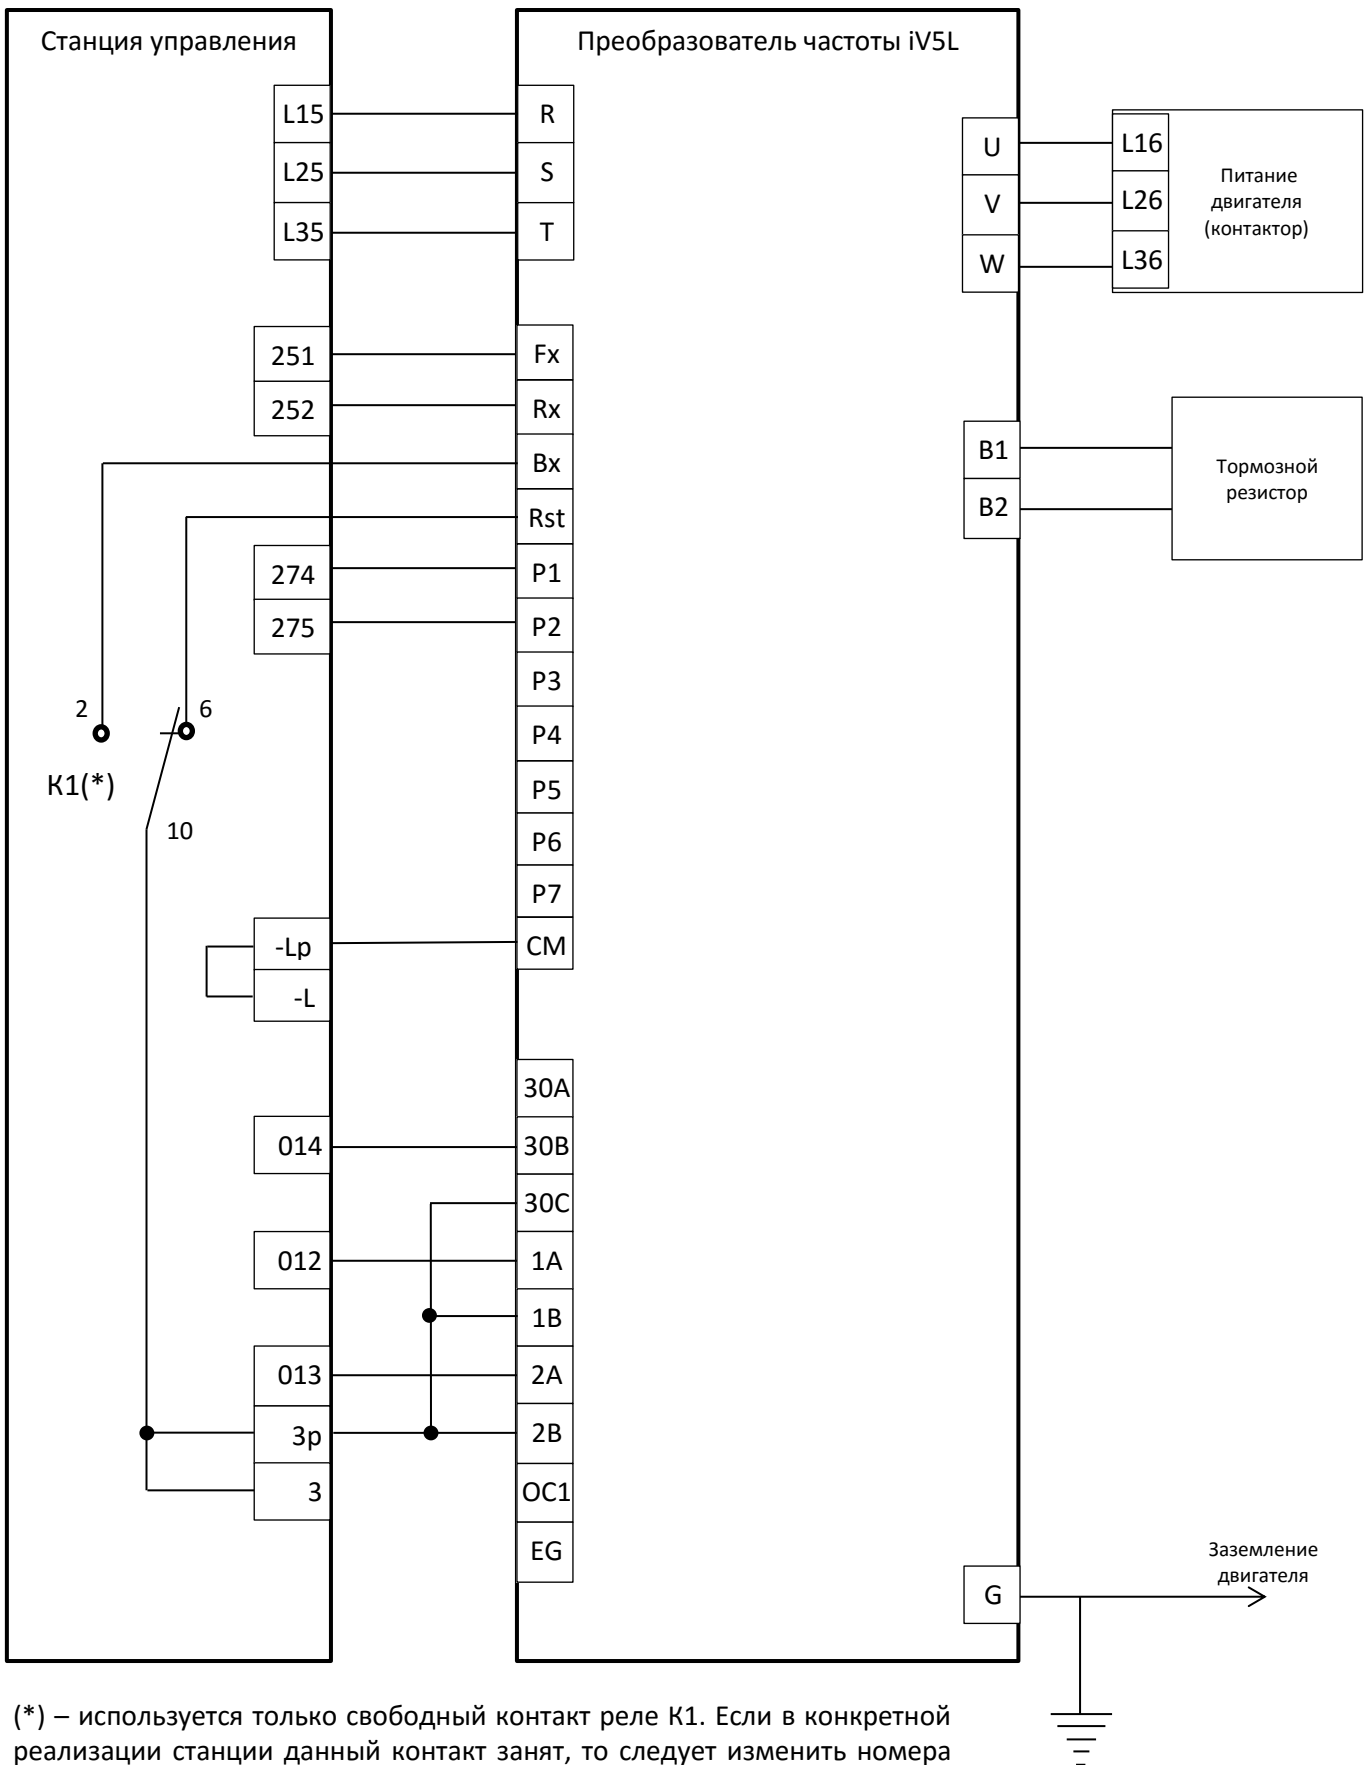 Станция управления
Преобразователь частоты iV5L
L15
R
L25
S
L35
T
U
L16
V
L26
W
L36
Питание
двигателя
(контактор)
251
Fx
252
Rx
Bx
Rst
274
P1
275
P2
P3
P4
P5
P6
P7
B1
B2
Тормозной
резистор
2
6
К1(*)
10
-Lp
CM
-L
30A
014
30B
30C
012
1A
1B
013
2A
3р
2B
3
OC1
EG
G
Заземление
двигателя
(*) – используется только свободный контакт реле К1. Если в конкретной
реализации станции данный контакт занят, то следует изменить номера